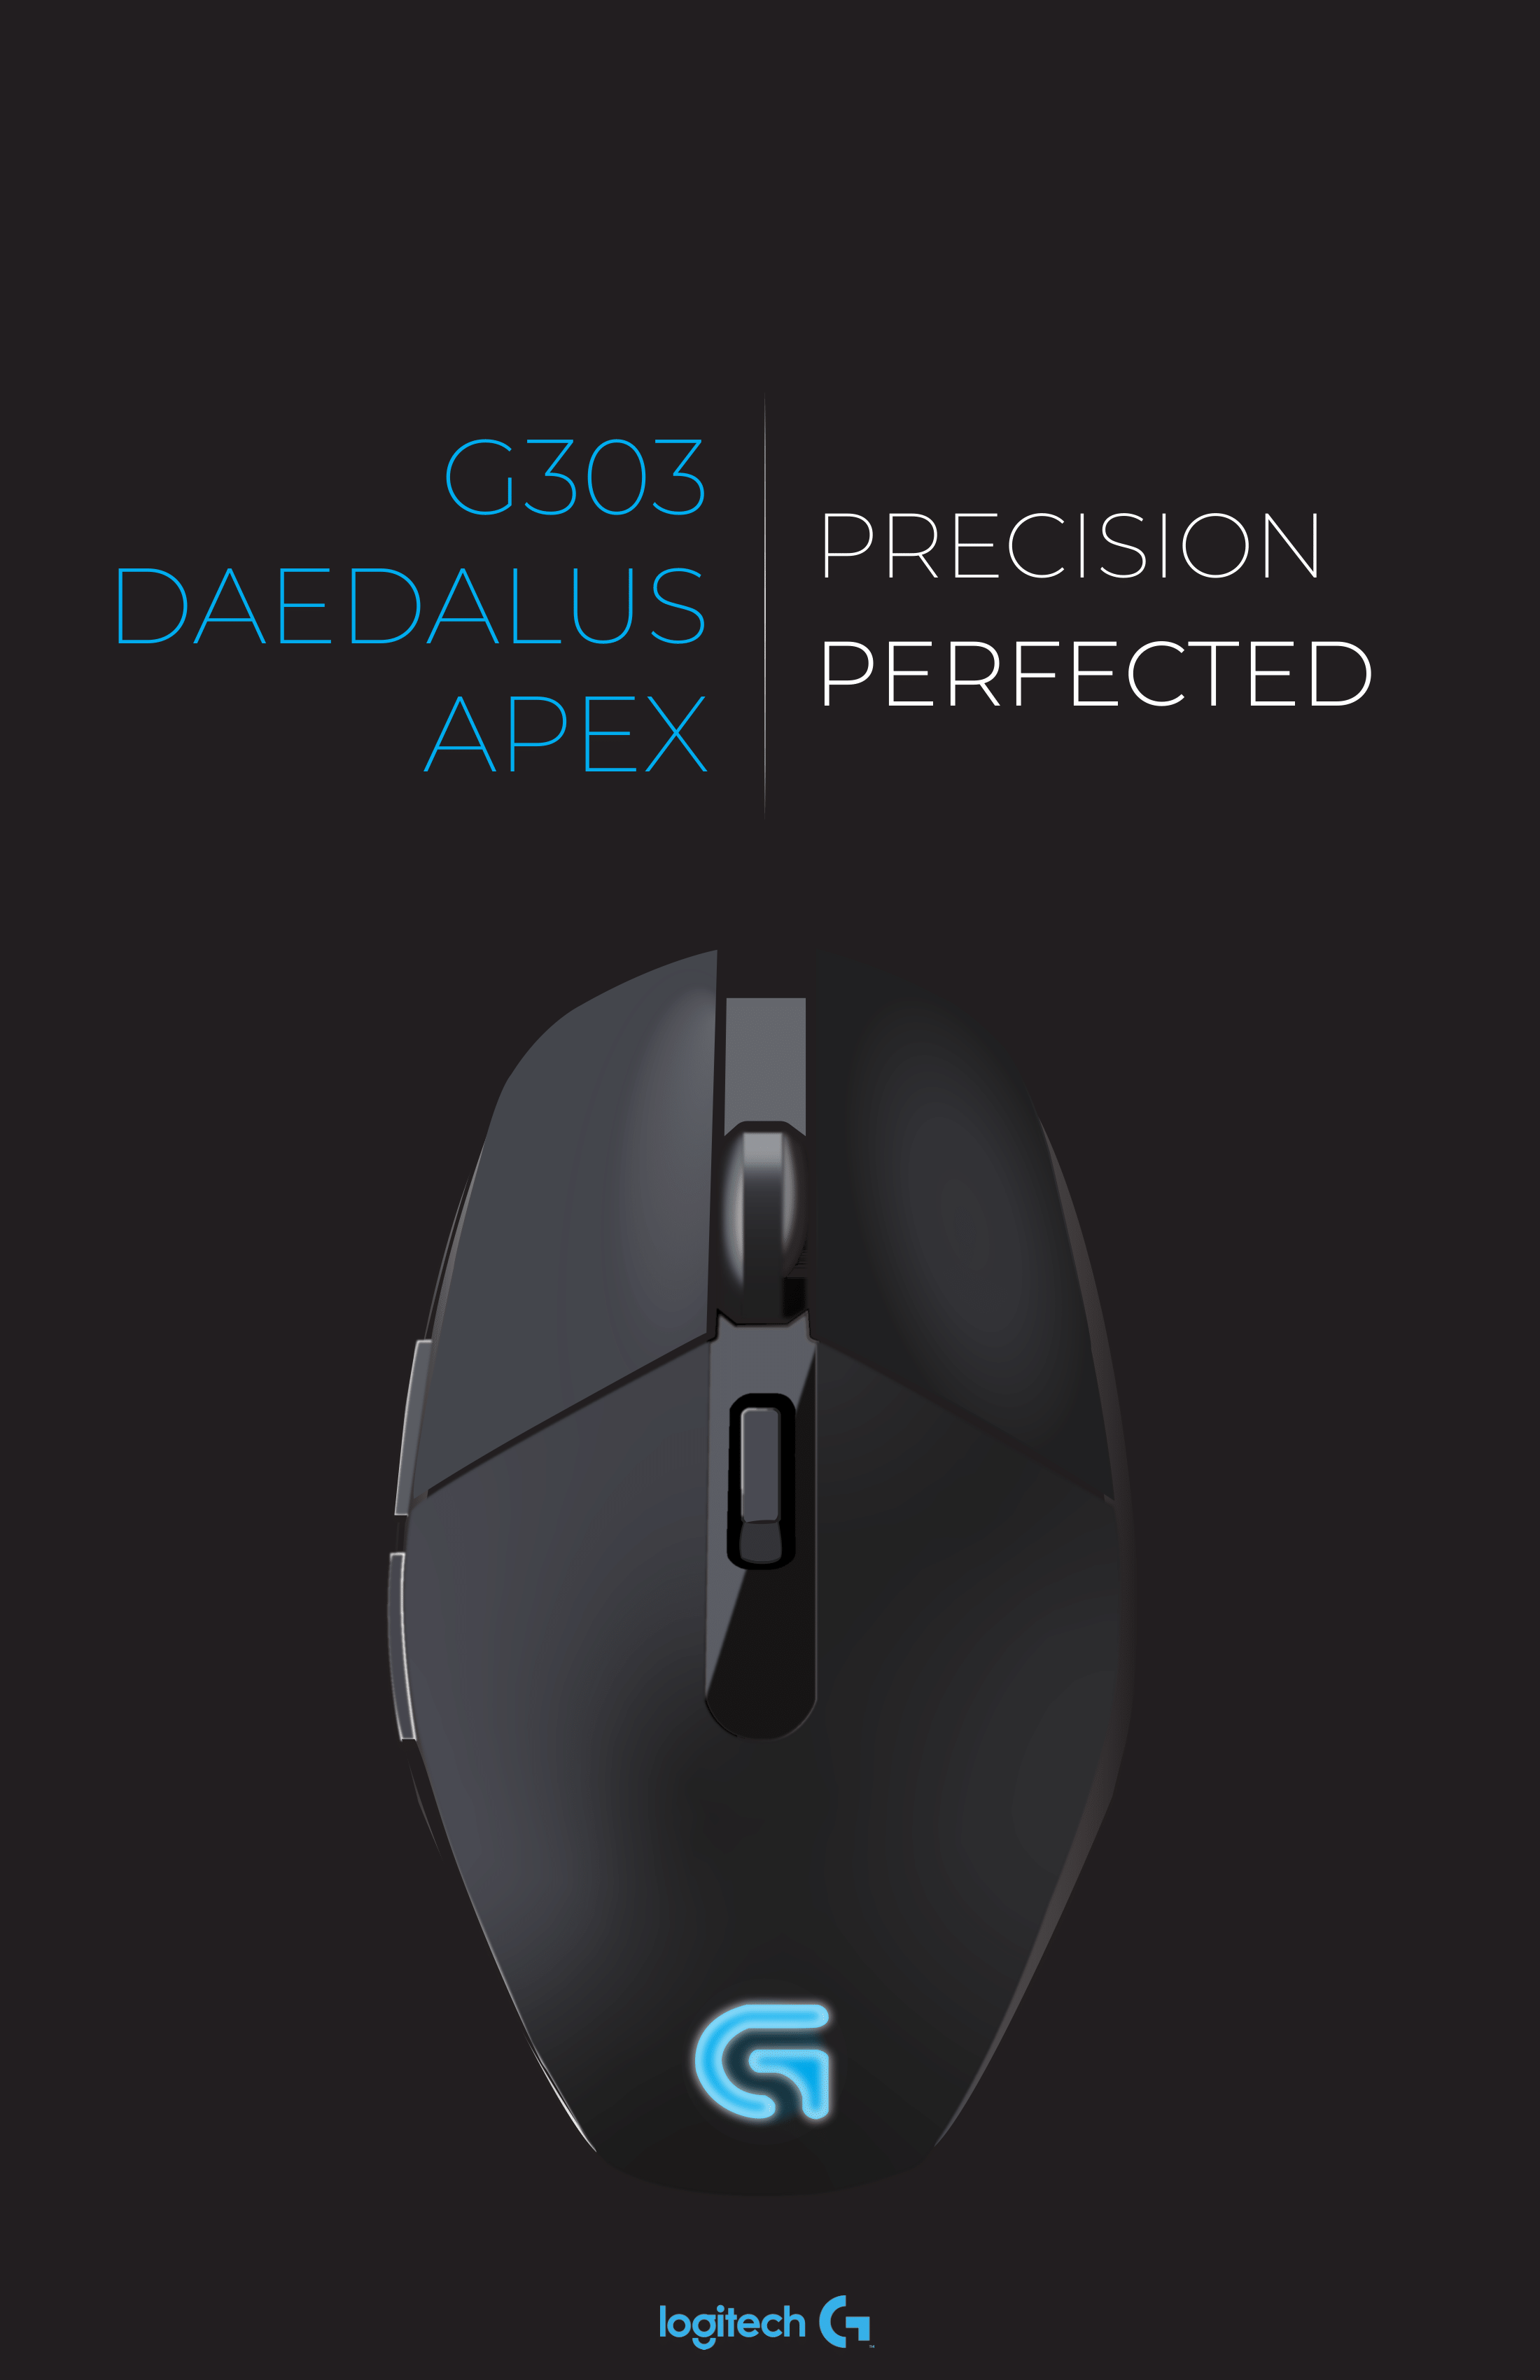 G303
DAEDALUS
APEX
PRECISION
PERFECTED
logitech G